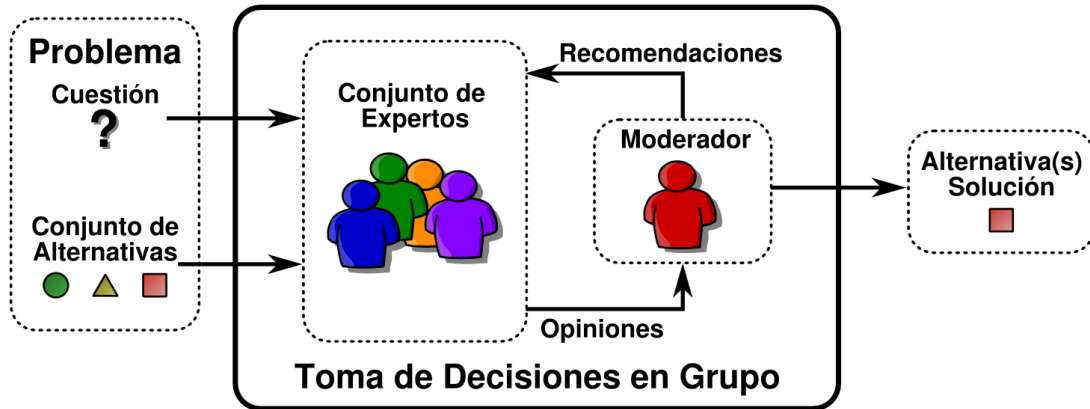 Problema
Cuestión
?
Conjunto de
Alternativas
Conjunto de
Expertos
Recomendaciones
Moderador
Opiniones
Toma de Decisiones en Grupo
Alternativa(s)
Solución